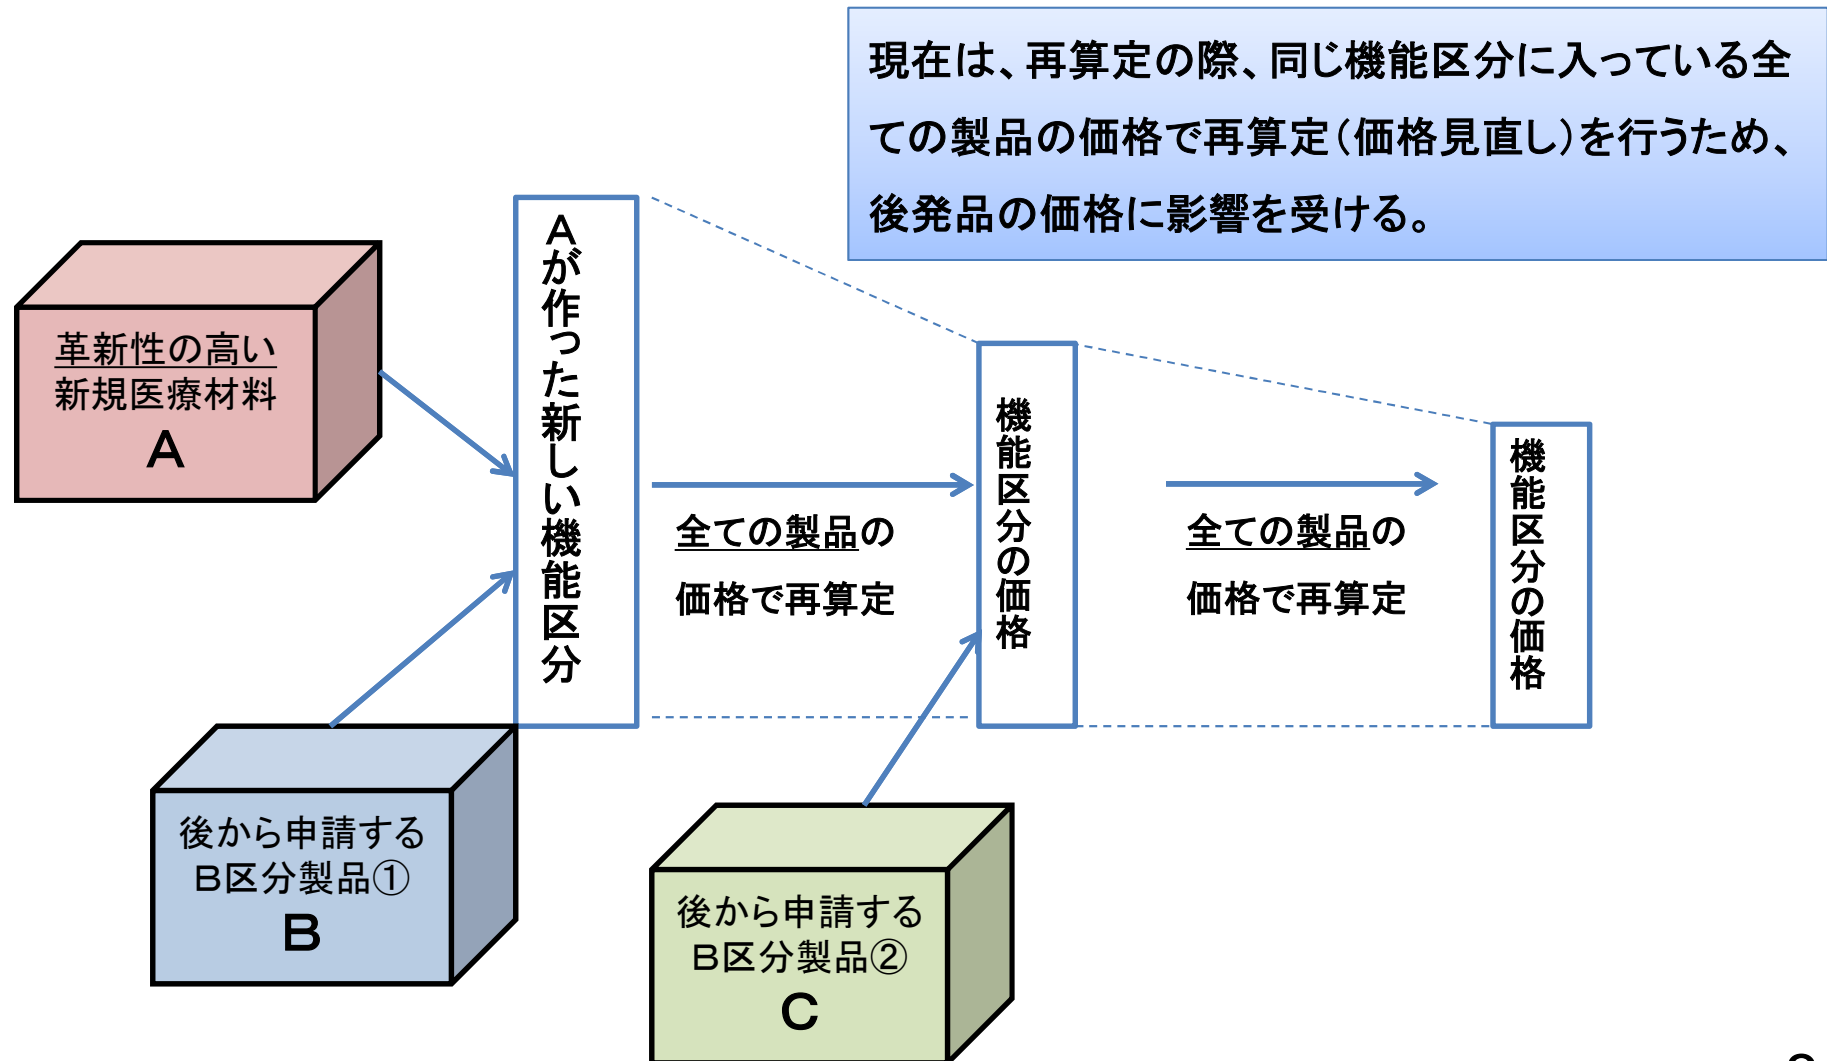 現在は、再算定の際、同じ機能区分に入っている全
ての製品の価格で再算定(価格見直し)を行うため、
後発品の価格に影響を受ける。
革新性の高い
新規医療材料
A
Aが作った新しい機能区分
全ての製品の
価格で再算定
機能区分の価格
全ての製品の
価格で再算定
機能区分の価格
後から申請する
B区分製品①
B
後から申請する
B区分製品②
C